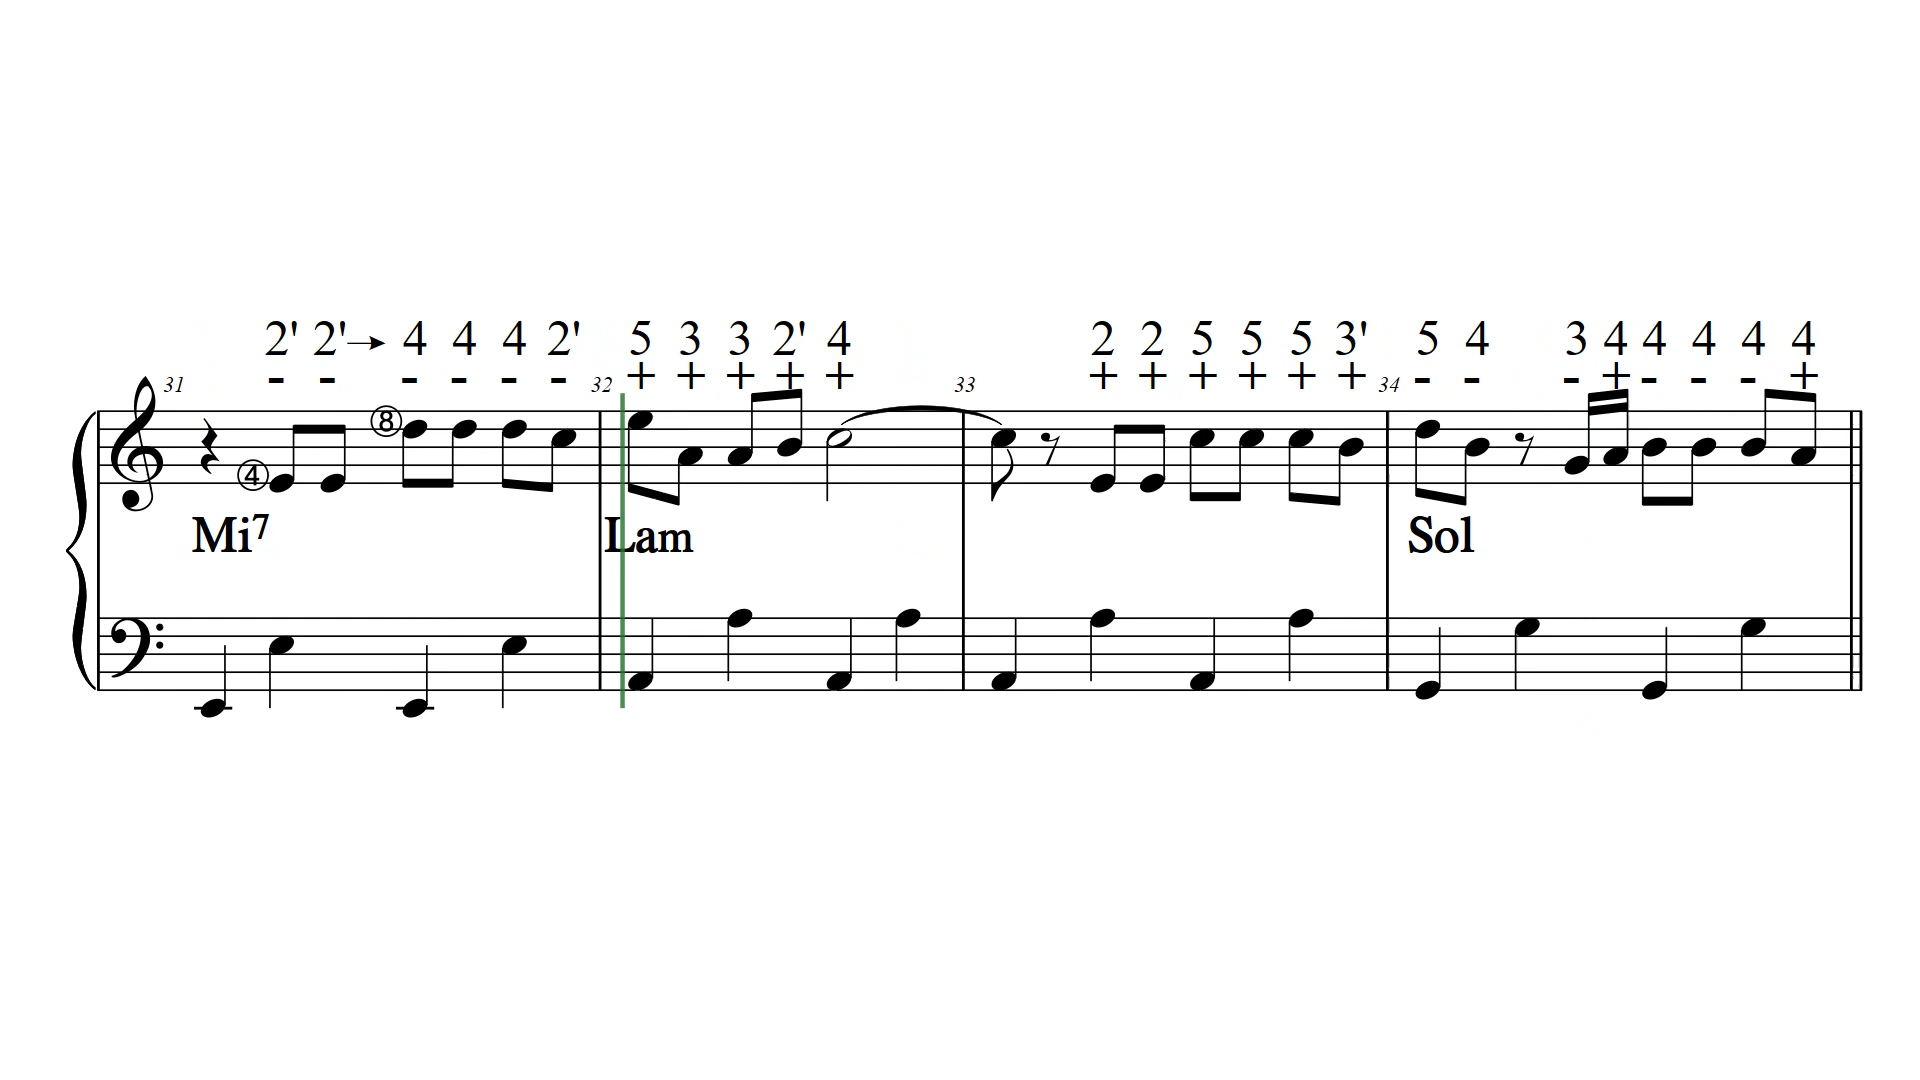 2' 2'→ 4 4 4 2' 5 3 3 2' 4 2 2 5 5 5 3' 5 4 3 4 4 4 4 4
31 - - - - - - 32 + + + + + 33 + + + + + + 34 - - - + - - - +
⑧
④
Mi⁷ Lam Sol